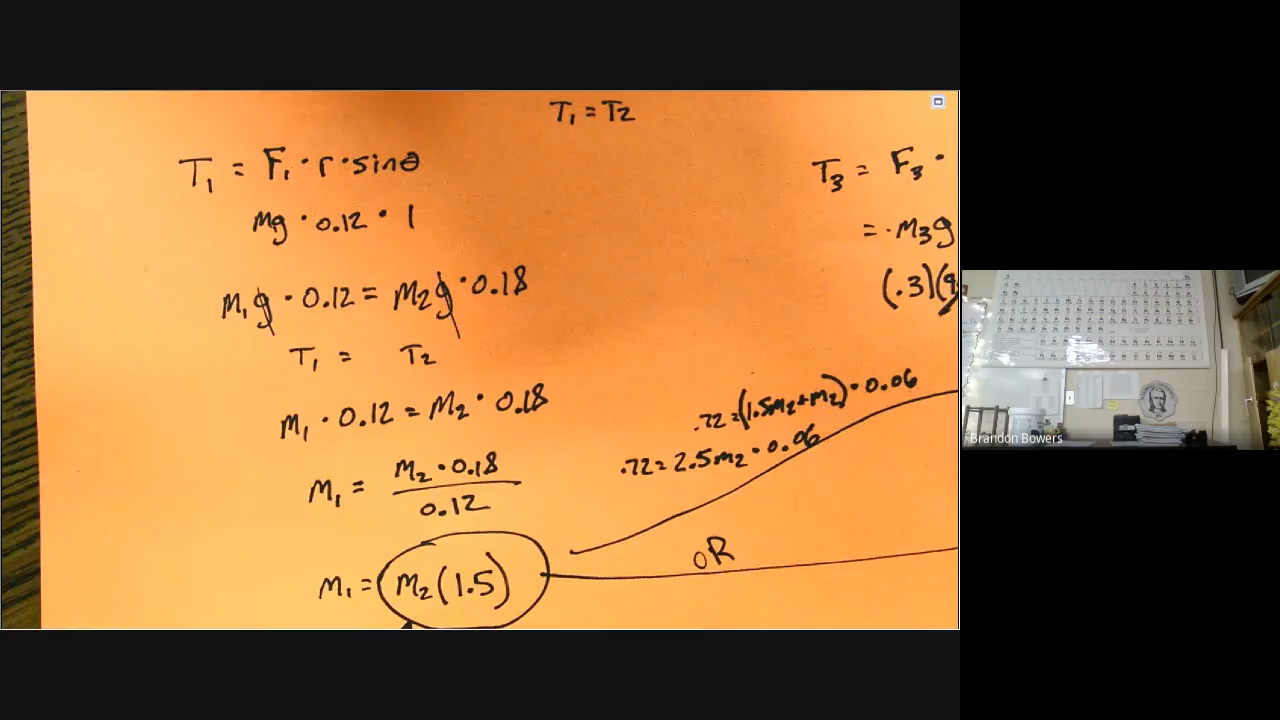 T1 = T2
T1 = F1 · r · sinθ
Mg · 0.12 · 1
M1g · 0.12 = M2g · 0.18
T1 = T2
M1 · 0.12 = M2 · 0.18
M1 = M2 · 0.18 / 0.12
M1 = M2(1.5)
T3 = F3 ·
= · M3g
(.3)(9
.72 = (1.5M2 + M2) · 0.06
.72 = 2.5M2 · 0.06
OR
Brandon Bowers